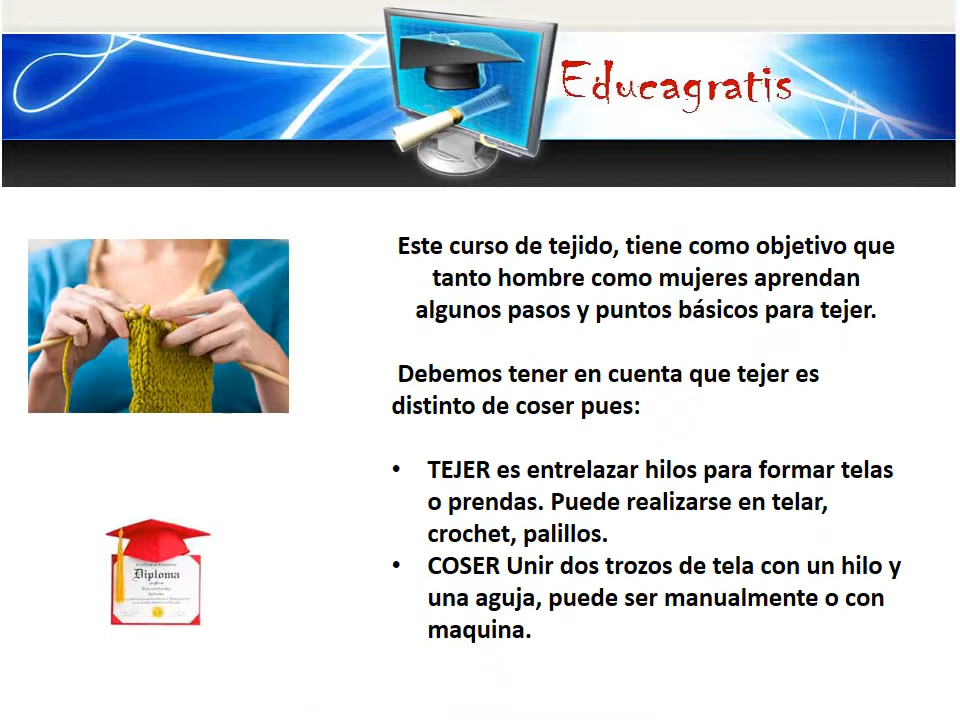 Educagratis
Este curso de tejido, tiene como objetivo que
tanto hombre como mujeres aprendan
algunos pasos y puntos básicos para tejer.
Debemos tener en cuenta que tejer es
distinto de coser pues:
• TEJER es entrelazar hilos para formar telas
o prendas. Puede realizarse en telar,
crochet, palillos.
• COSER Unir dos trozos de tela con un hilo y
una aguja, puede ser manualmente o con
maquina.
Diploma